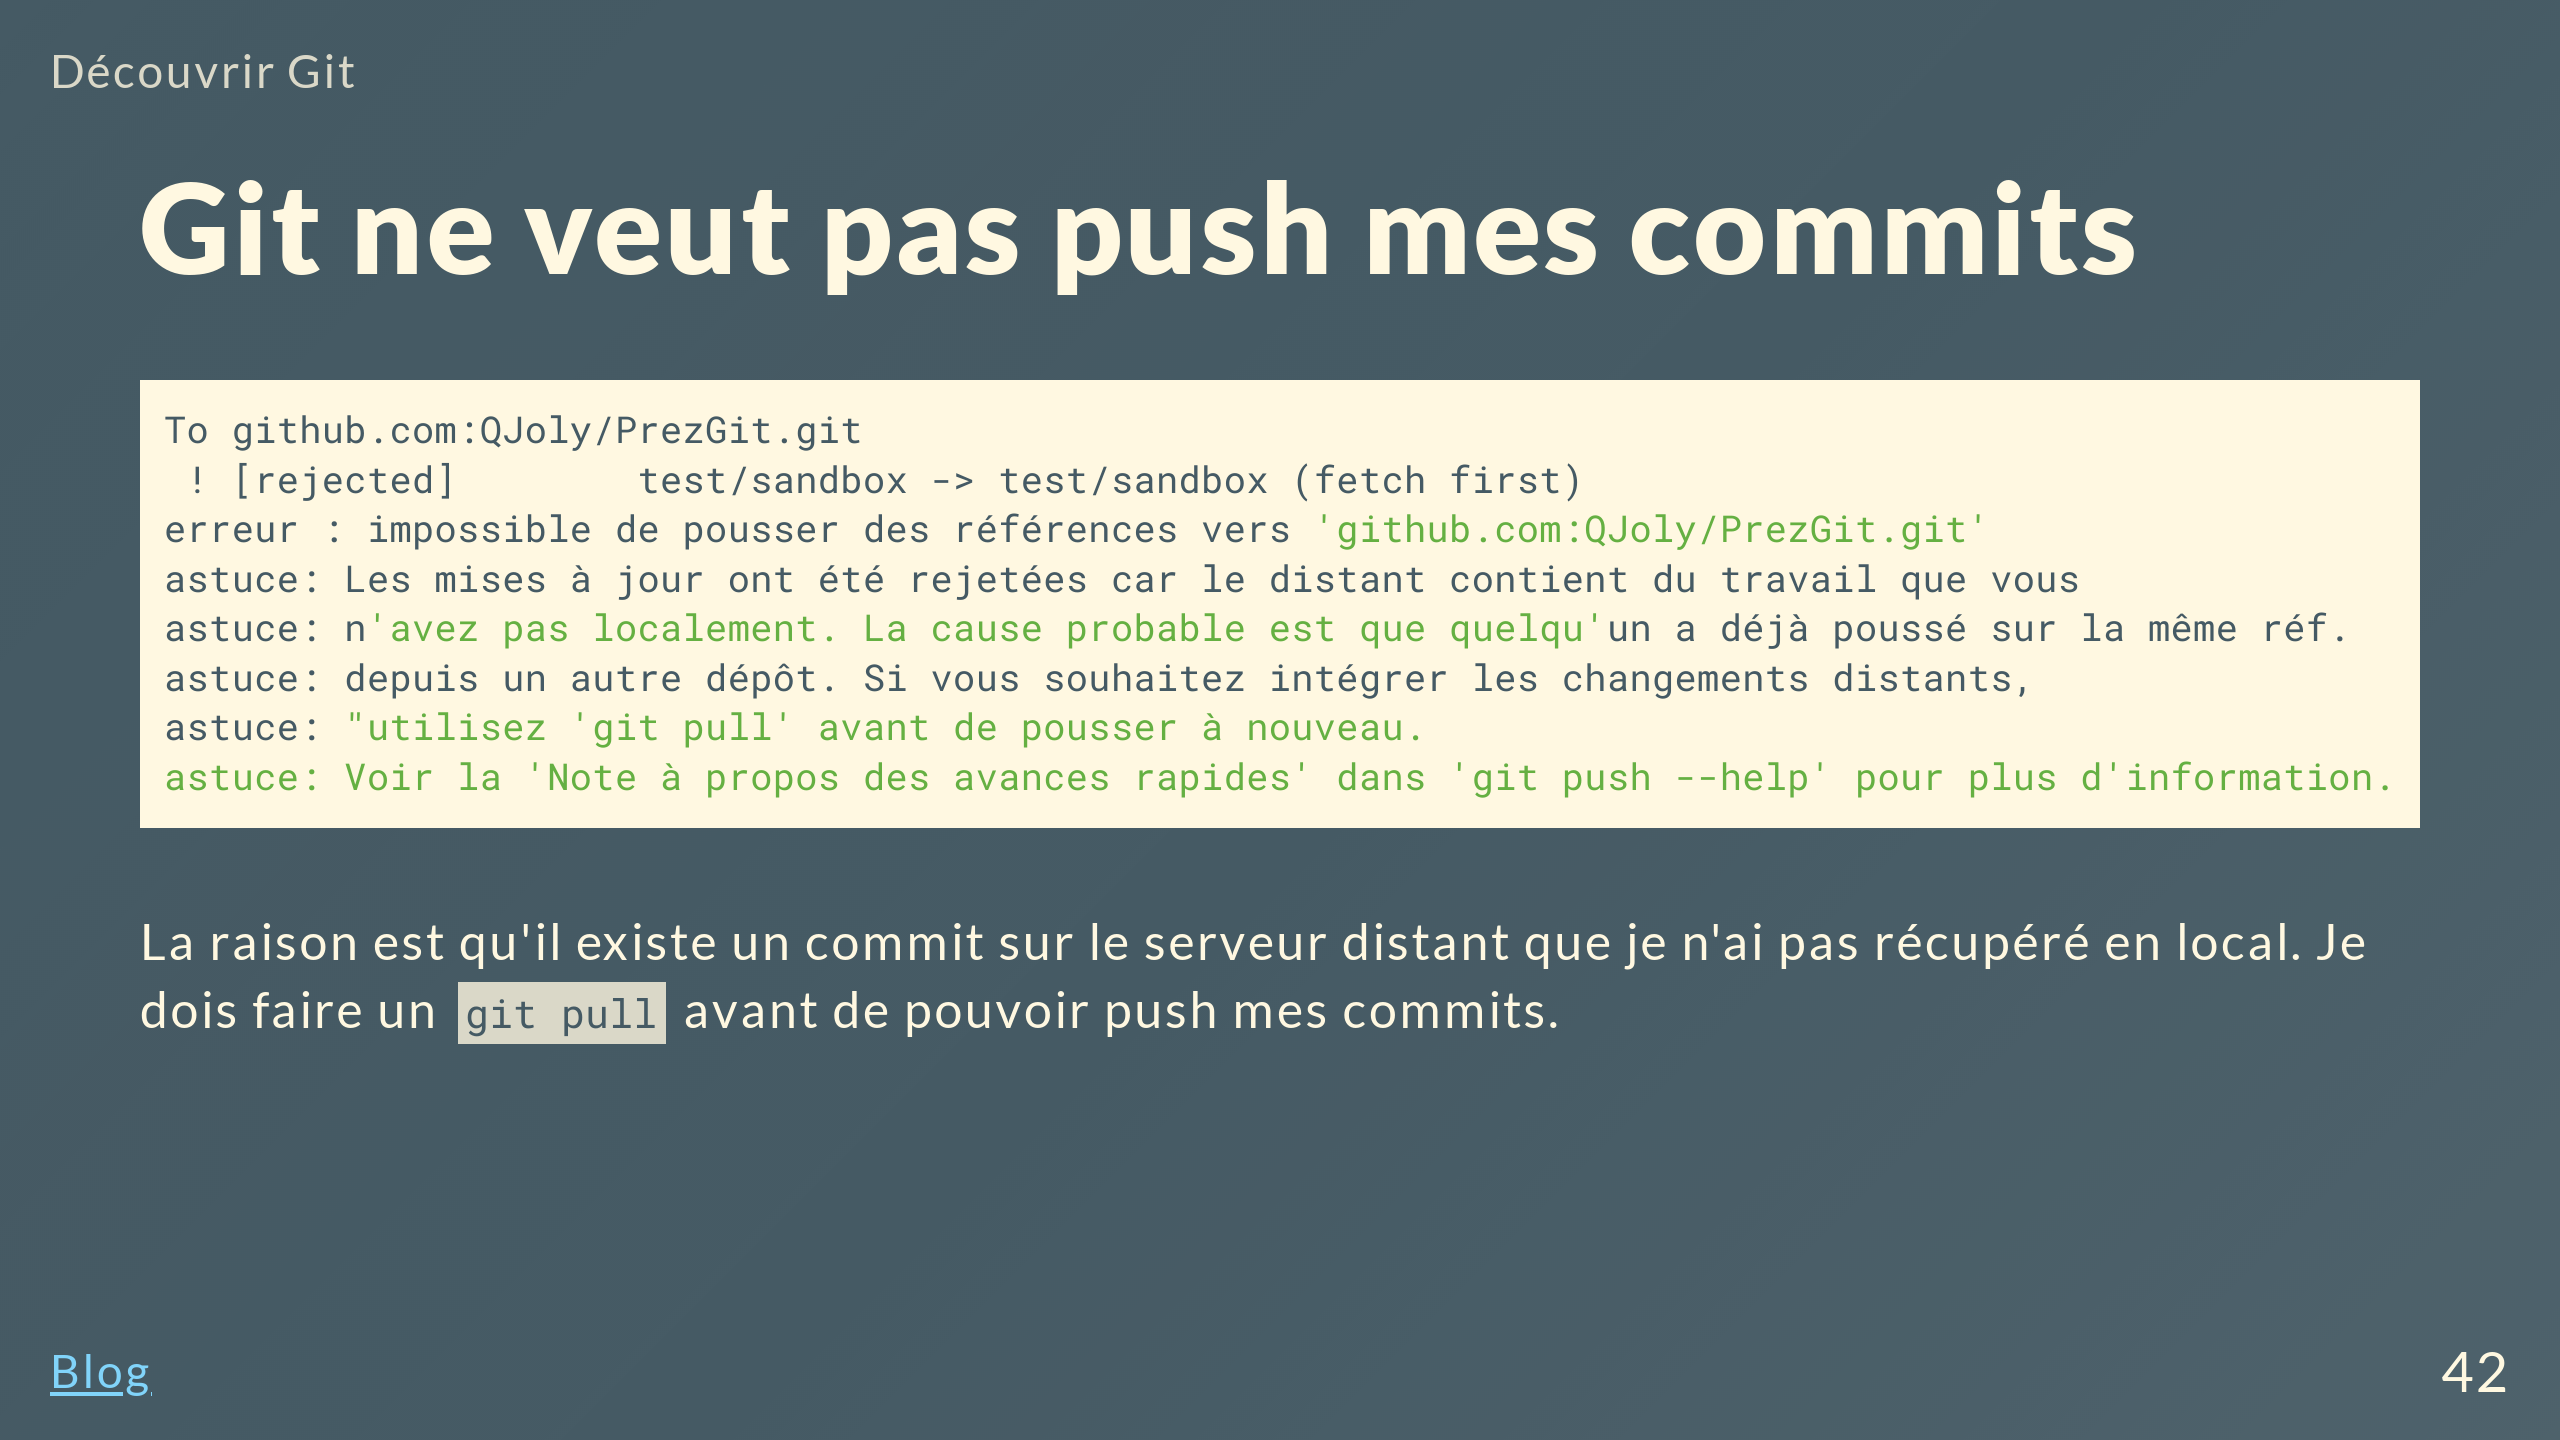 Découvrir Git
Git ne veut pas push mes commits
To github.com:QJoly/PrezGit.git
 ! [rejected]        test/sandbox -> test/sandbox (fetch first)
erreur : impossible de pousser des références vers 'github.com:QJoly/PrezGit.git'
astuce: Les mises à jour ont été rejetées car le distant contient du travail que vous
astuce: n'avez pas localement. La cause probable est que quelqu'un a déjà poussé sur la même réf.
astuce: depuis un autre dépôt. Si vous souhaitez intégrer les changements distants,
astuce: "utilisez 'git pull' avant de pousser à nouveau.
astuce: Voir la 'Note à propos des avances rapides' dans 'git push --help' pour plus d'information.
La raison est qu'il existe un commit sur le serveur distant que je n'ai pas récupéré en local. Je
dois faire un git pull avant de pouvoir push mes commits.
Blog
42